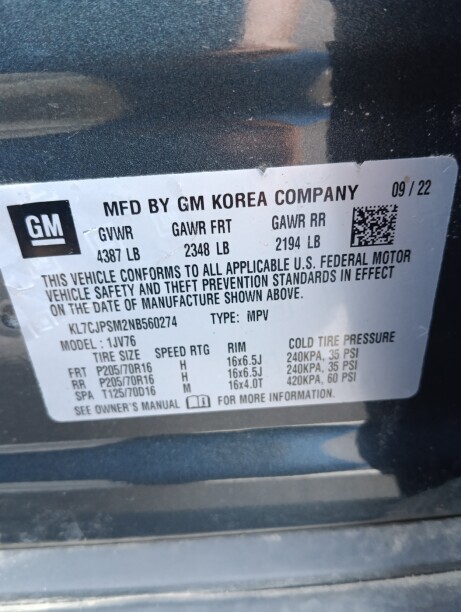 GM
MFD BY GM KOREA COMPANY 09 / 22
GVWR GAWR FRT GAWR RR
4387 LB 2348 LB 2194 LB
THIS VEHICLE CONFORMS TO ALL APPLICABLE U.S. FEDERAL MOTOR
VEHICLE SAFETY AND THEFT PREVENTION STANDARDS IN EFFECT
ON THE DATE OF MANUFACTURE SHOWN ABOVE.
KL7CJPSM2NB560274 TYPE: MPV
MODEL : 1JV76
TIRE SIZE SPEED RTG RIM COLD TIRE PRESSURE
FRT P205/70R16 H 16x6.5J 240KPA, 35 PSI
RR P205/70R16 H 16x6.5J 240KPA, 35 PSI
SPA T125/70D16 M 16x4.0T 420KPA, 60 PSI
SEE OWNER'S MANUAL FOR MORE INFORMATION.